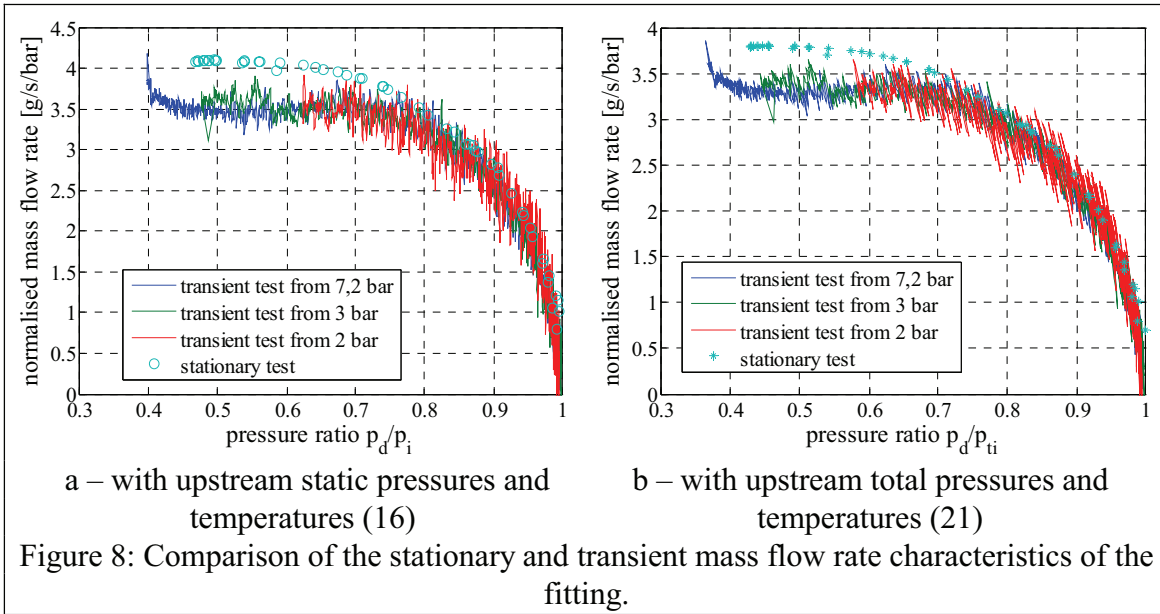 4.5
4
3.5
3
2.5
2
1.5
1
0.5
0
normalised mass flow rate [g/s/bar]
0.3 0.4 0.5 0.6 0.7 0.8 0.9 1
pressure ratio p_d/p_i
transient test from 7,2 bar
transient test from 3 bar
transient test from 2 bar
stationary test
a – with upstream static pressures and
temperatures (16)
4
3.5
3
2.5
2
1.5
1
0.5
0
normalised mass flow rate [g/s/bar]
0.3 0.4 0.5 0.6 0.7 0.8 0.9 1
pressure ratio p_d/p_ti
transient test from 7,2 bar
transient test from 3 bar
transient test from 2 bar
stationary test
b – with upstream total pressures and
temperatures (21)
Figure 8: Comparison of the stationary and transient mass flow rate characteristics of the
fitting.